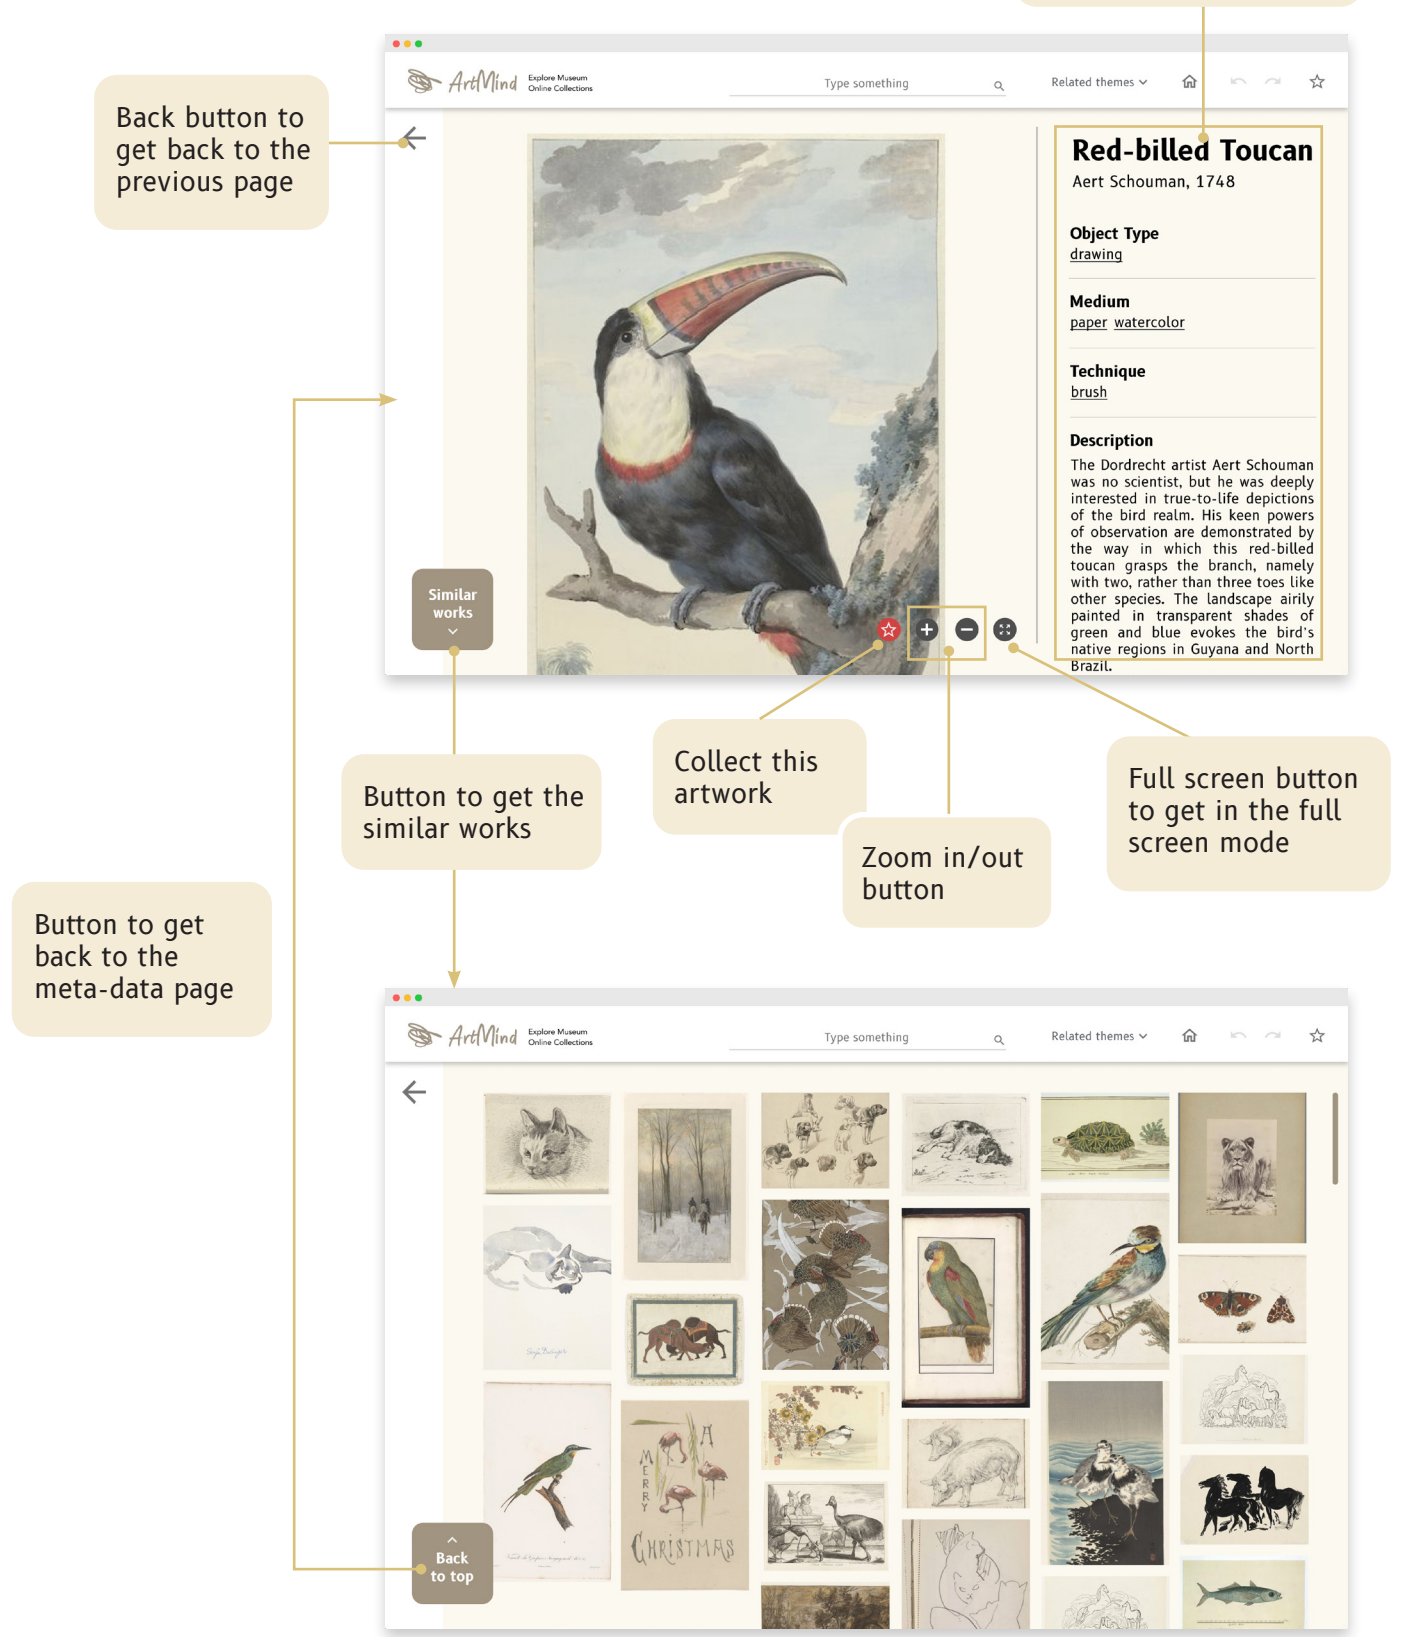 ArtMind
Explore Museum
Online Collections
Type something
Related themes
Back button to
get back to the
previous page
Red-billed Toucan
Aert Schouman, 1748
Object Type
drawing
Medium
paper watercolor
Technique
brush
Description
The Dordrecht artist Aert Schouman
was no scientist, but he was deeply
interested in true-to-life depictions
of the bird realm. His keen powers
of observation are demonstrated by
the way in which this red-billed
toucan grasps the branch, namely
with two, rather than three toes like
other species. The landscape airily
painted in transparent shades of
green and blue evokes the bird's
native regions in Guyana and North
Brazil.
Similar
works
Button to get the
similar works
Collect this
artwork
Zoom in/out
button
Full screen button
to get in the full
screen mode
Button to get
back to the
meta-data page
ArtMind
Explore Museum
Online Collections
Type something
Related themes
A
MERRY
CHRISTMAS
Back
to top